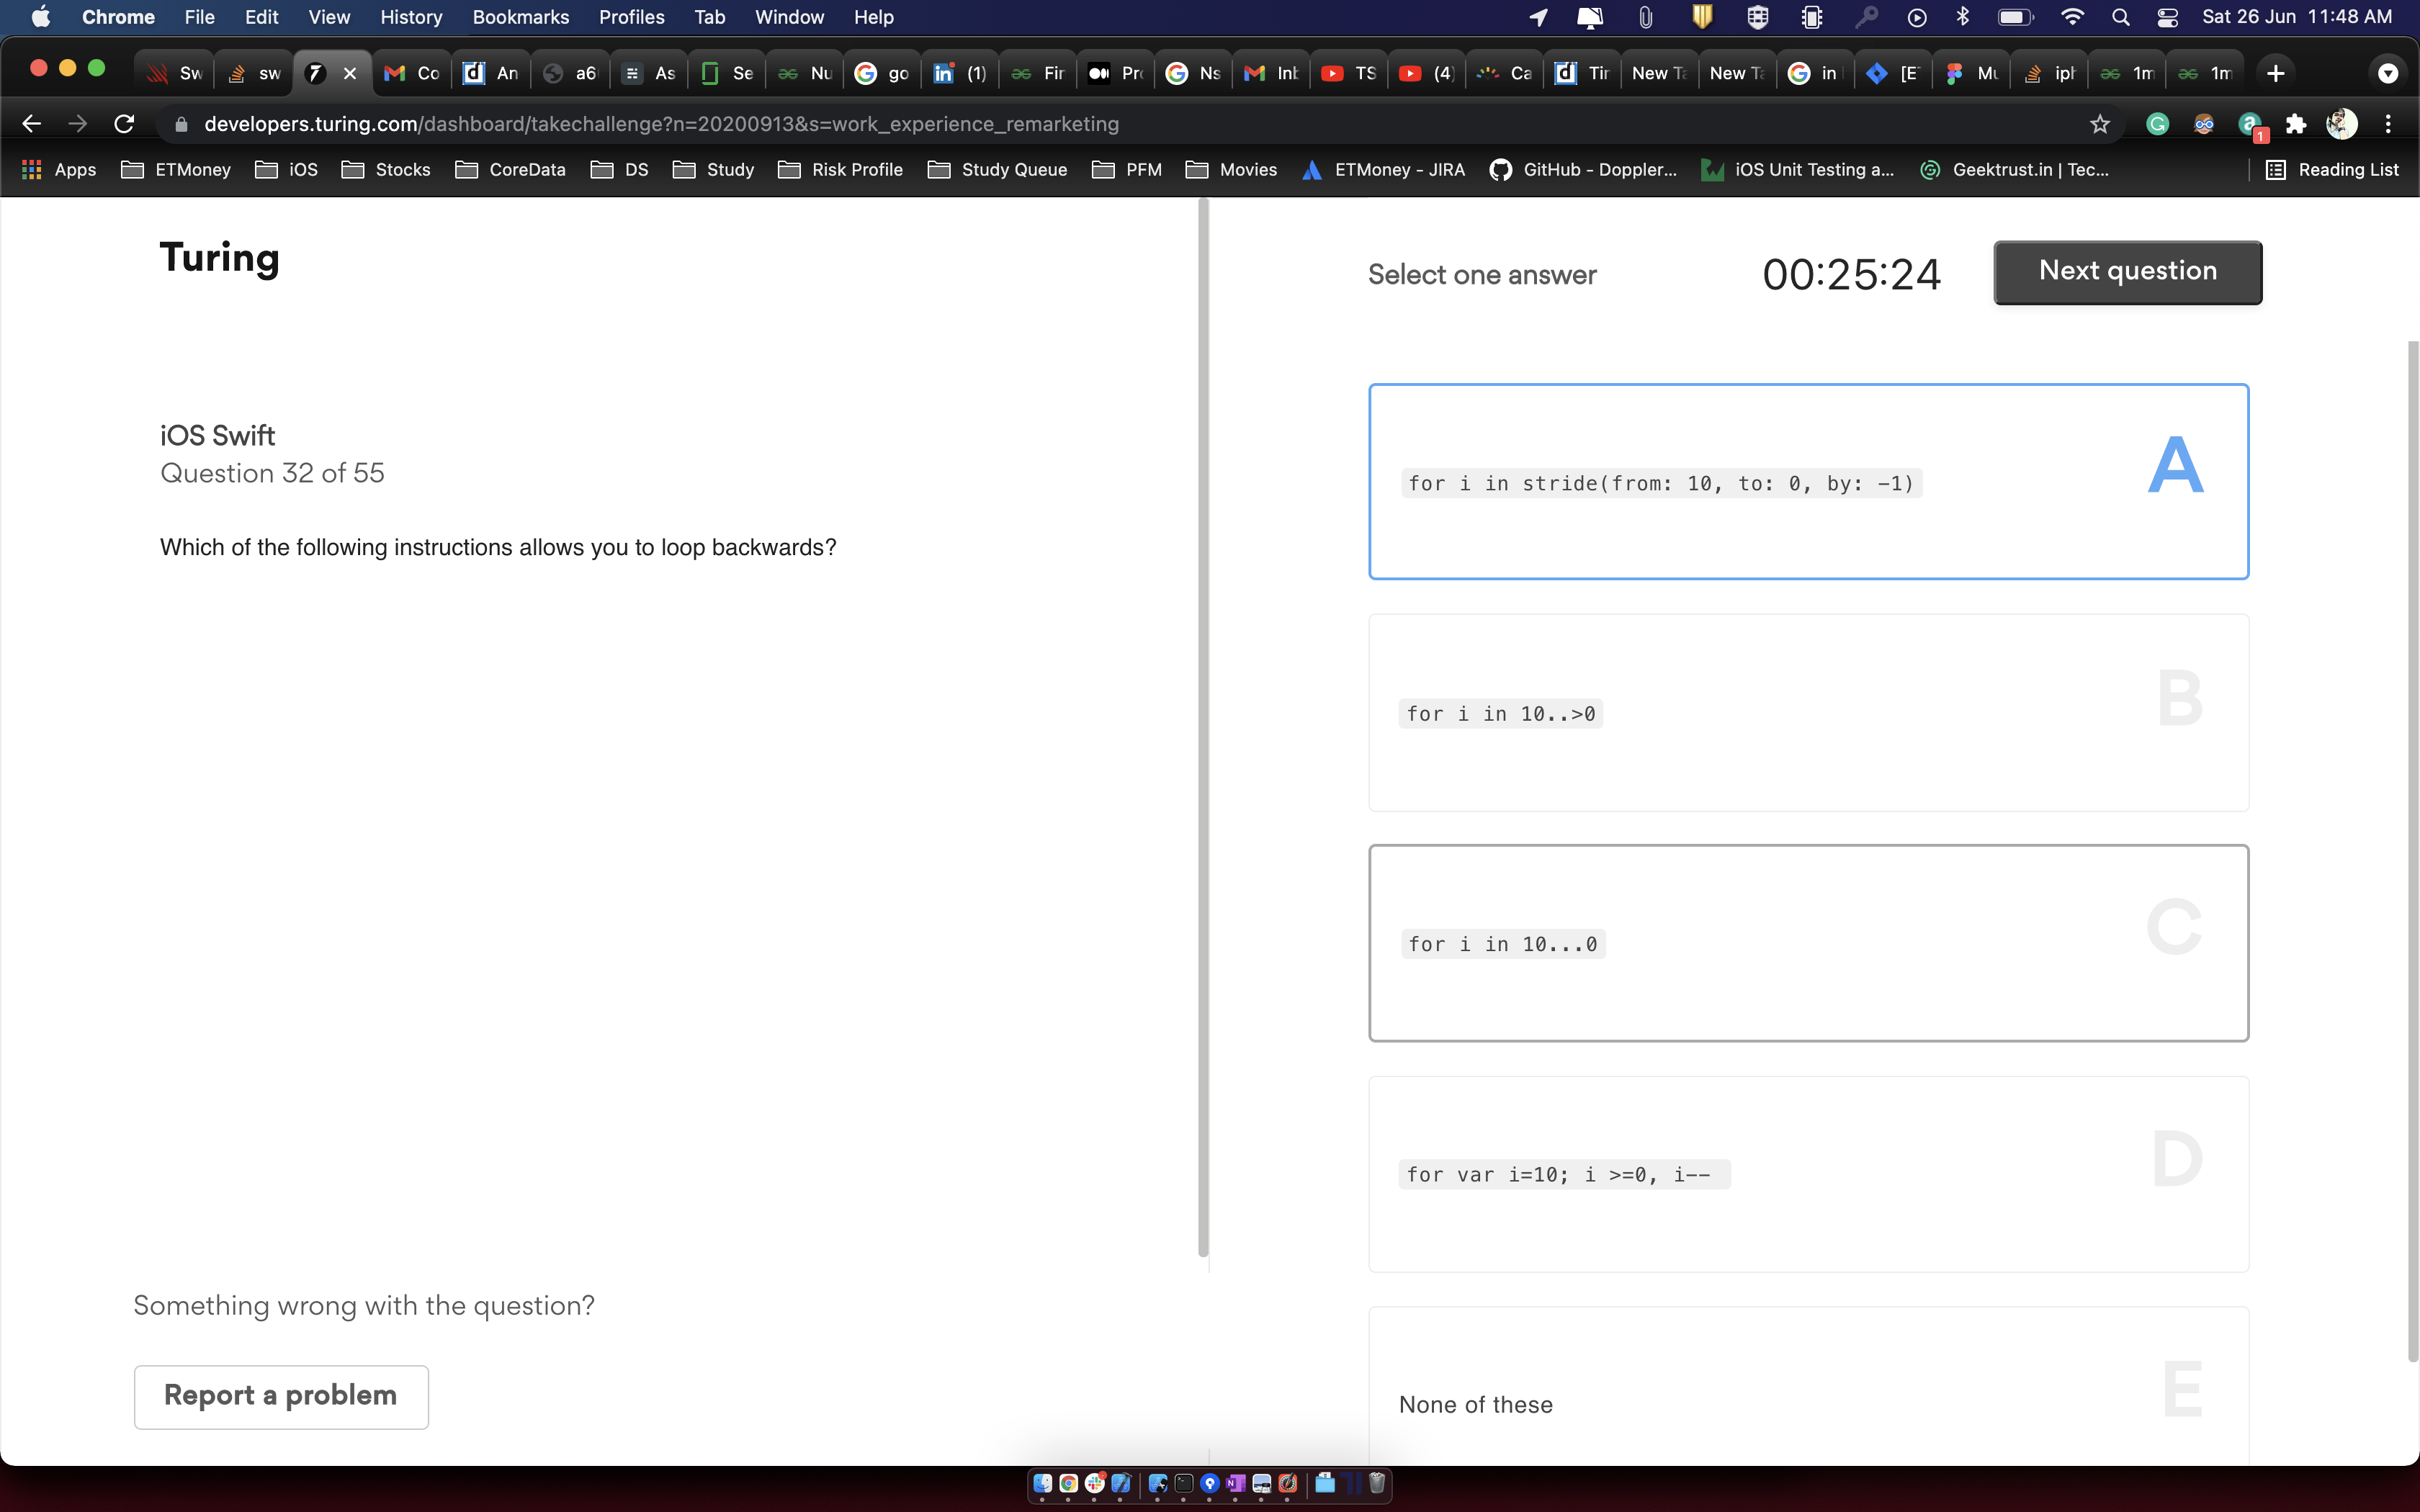 Chrome File Edit View History Bookmarks Profiles Tab Window Help Sat 26 Jun 11:48 AM
Sw sw Co An a6 As Se Nu go (1) Fir Pr Ns Int TS (4) Ca Tir New Ta New Ta in [E Mu iph 1m 1m
developers.turing.com/dashboard/takechallenge?n=20200913&s=work_experience_remarketing 1
Apps ETMoney iOS Stocks CoreData DS Study Risk Profile Study Queue PFM Movies ETMoney - JIRA GitHub - Doppler... iOS Unit Testing a... Geektrust.in | Tec... Reading List
Turing
iOS Swift
Question 32 of 55
Which of the following instructions allows you to loop backwards?
Something wrong with the question?
Report a problem
Select one answer 00:25:24 Next question
for i in stride(from: 10, to: 0, by: -1) A
for i in 10..>0 B
for i in 10...0 C
for var i=10; i >=0, i-- D
None of these E